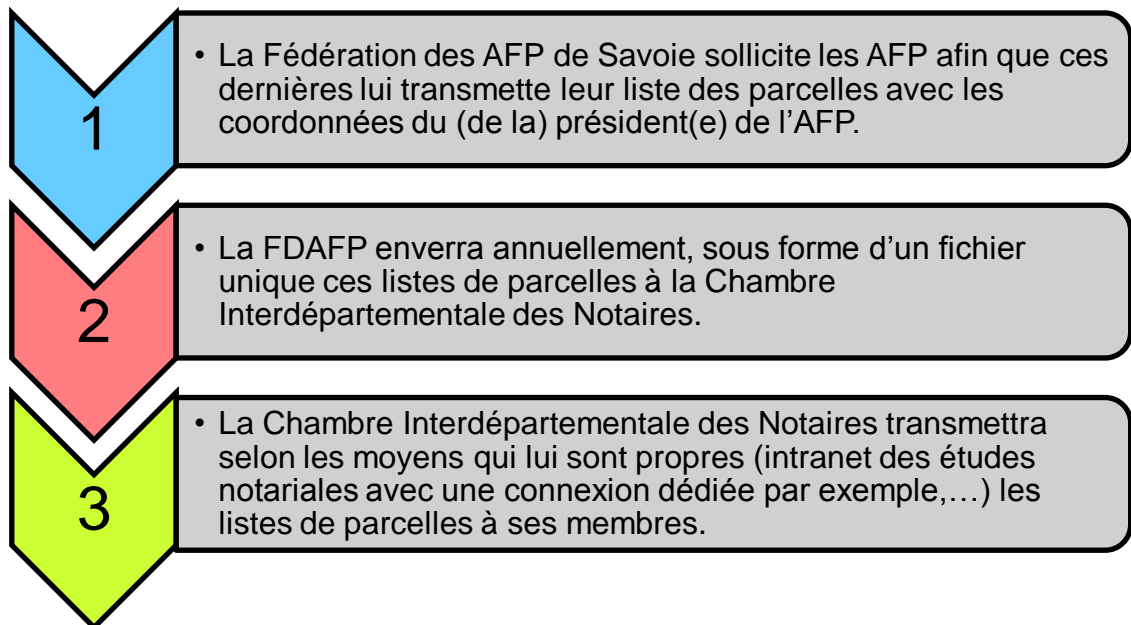 1
• La Fédération des AFP de Savoie sollicite les AFP afin que ces
dernières lui transmette leur liste des parcelles avec les
coordonnées du (de la) président(e) de l’AFP.
2
• La FDAFP enverra annuellement, sous forme d’un fichier
unique ces listes de parcelles à la Chambre
Interdépartementale des Notaires.
3
• La Chambre Interdépartementale des Notaires transmettra
selon les moyens qui lui sont propres (intranet des études
notariales avec une connexion dédiée par exemple,…) les
listes de parcelles à ses membres.